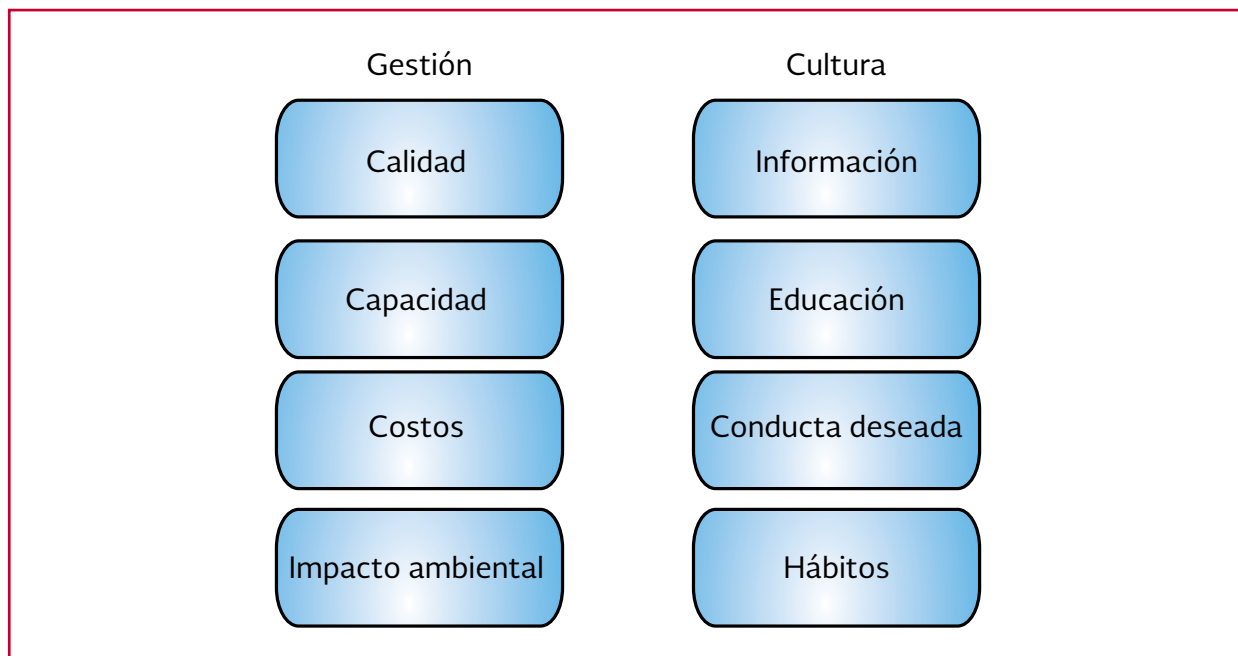 Gestión
Calidad
Capacidad
Costos
Impacto ambiental
Cultura
Información
Educación
Conducta deseada
Hábitos